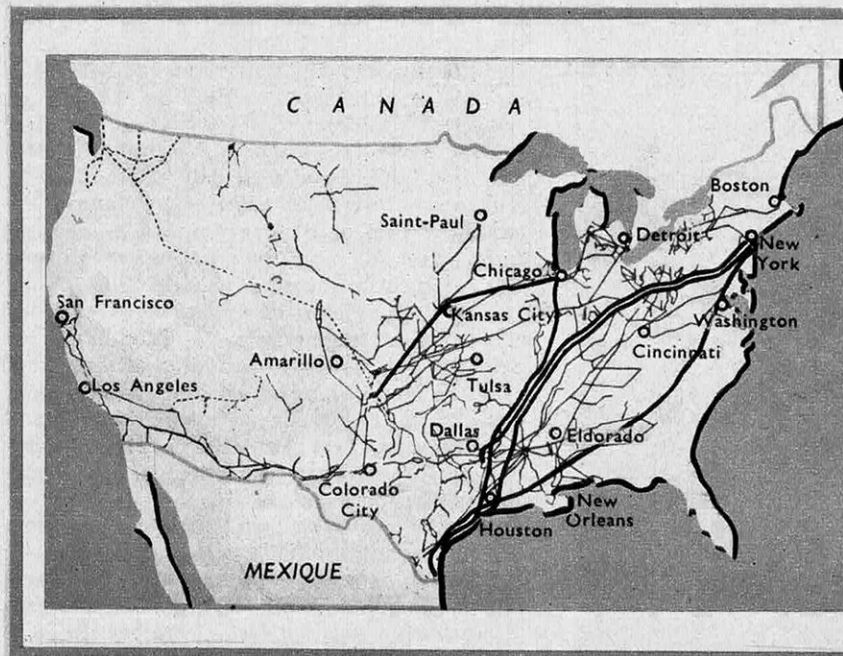 CANADA
Boston
Saint-Paul
Detroit
New
York
Chicago
San Francisco
Kansas City
Washington
Cincinnati
Amarillo
Tulsa
Los Angeles
Dallas
Eldorado
Colorado
City
New
Orleans
Houston
MEXIQUE